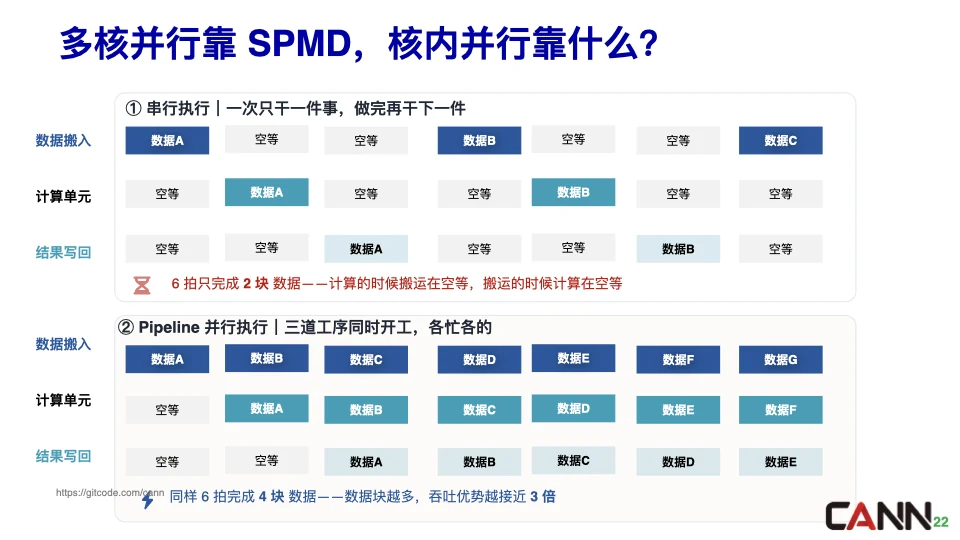 多核并行靠 SPMD，核内并行靠什么？
① 串行执行｜一次只干一件事，做完再干下一件
数据搬入 数据A 空等 空等 数据B 空等 空等 数据C
计算单元 空等 数据A 空等 空等 数据B 空等 空等
结果写回 空等 空等 数据A 空等 空等 数据B 空等
6 拍只完成 2 块 数据——计算的时候搬运在空等，搬运的时候计算在空等
② Pipeline 并行执行｜三道工序同时开工，各忙各的
数据搬入 数据A 数据B 数据C 数据D 数据E 数据F 数据G
计算单元 空等 数据A 数据B 数据C 数据D 数据E 数据F
结果写回 空等 空等 数据A 数据B 数据C 数据D 数据E
https://gitcode.com/cann
同样 6 拍完成 4 块 数据——数据块越多，吞吐优势越接近 3 倍
CANN 22